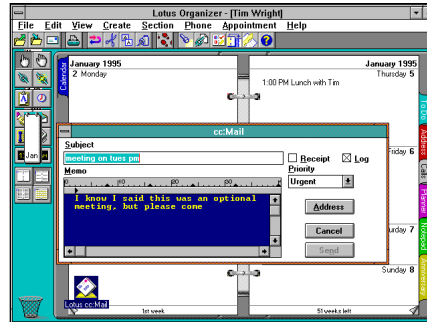 Lotus Organizer - [Tim Wright]
File Edit View Create Section Phone Appointment Help
Calendar
January 1995
2 Monday
January 1995
Thursday 5
1:00 PM Lunch with Tim
To Do
Address
Calls
Planner
Notepad
Anniversary
Jan
cc:Mail
Subject
meeting on tues pm
Receipt Log
Memo
Priority
Urgent
I know I said this was an optional
meeting, but please come
Address
Cancel
Send
Friday 6
Sunday 8
Lotus cc:Mail
1st week
51 weeks left